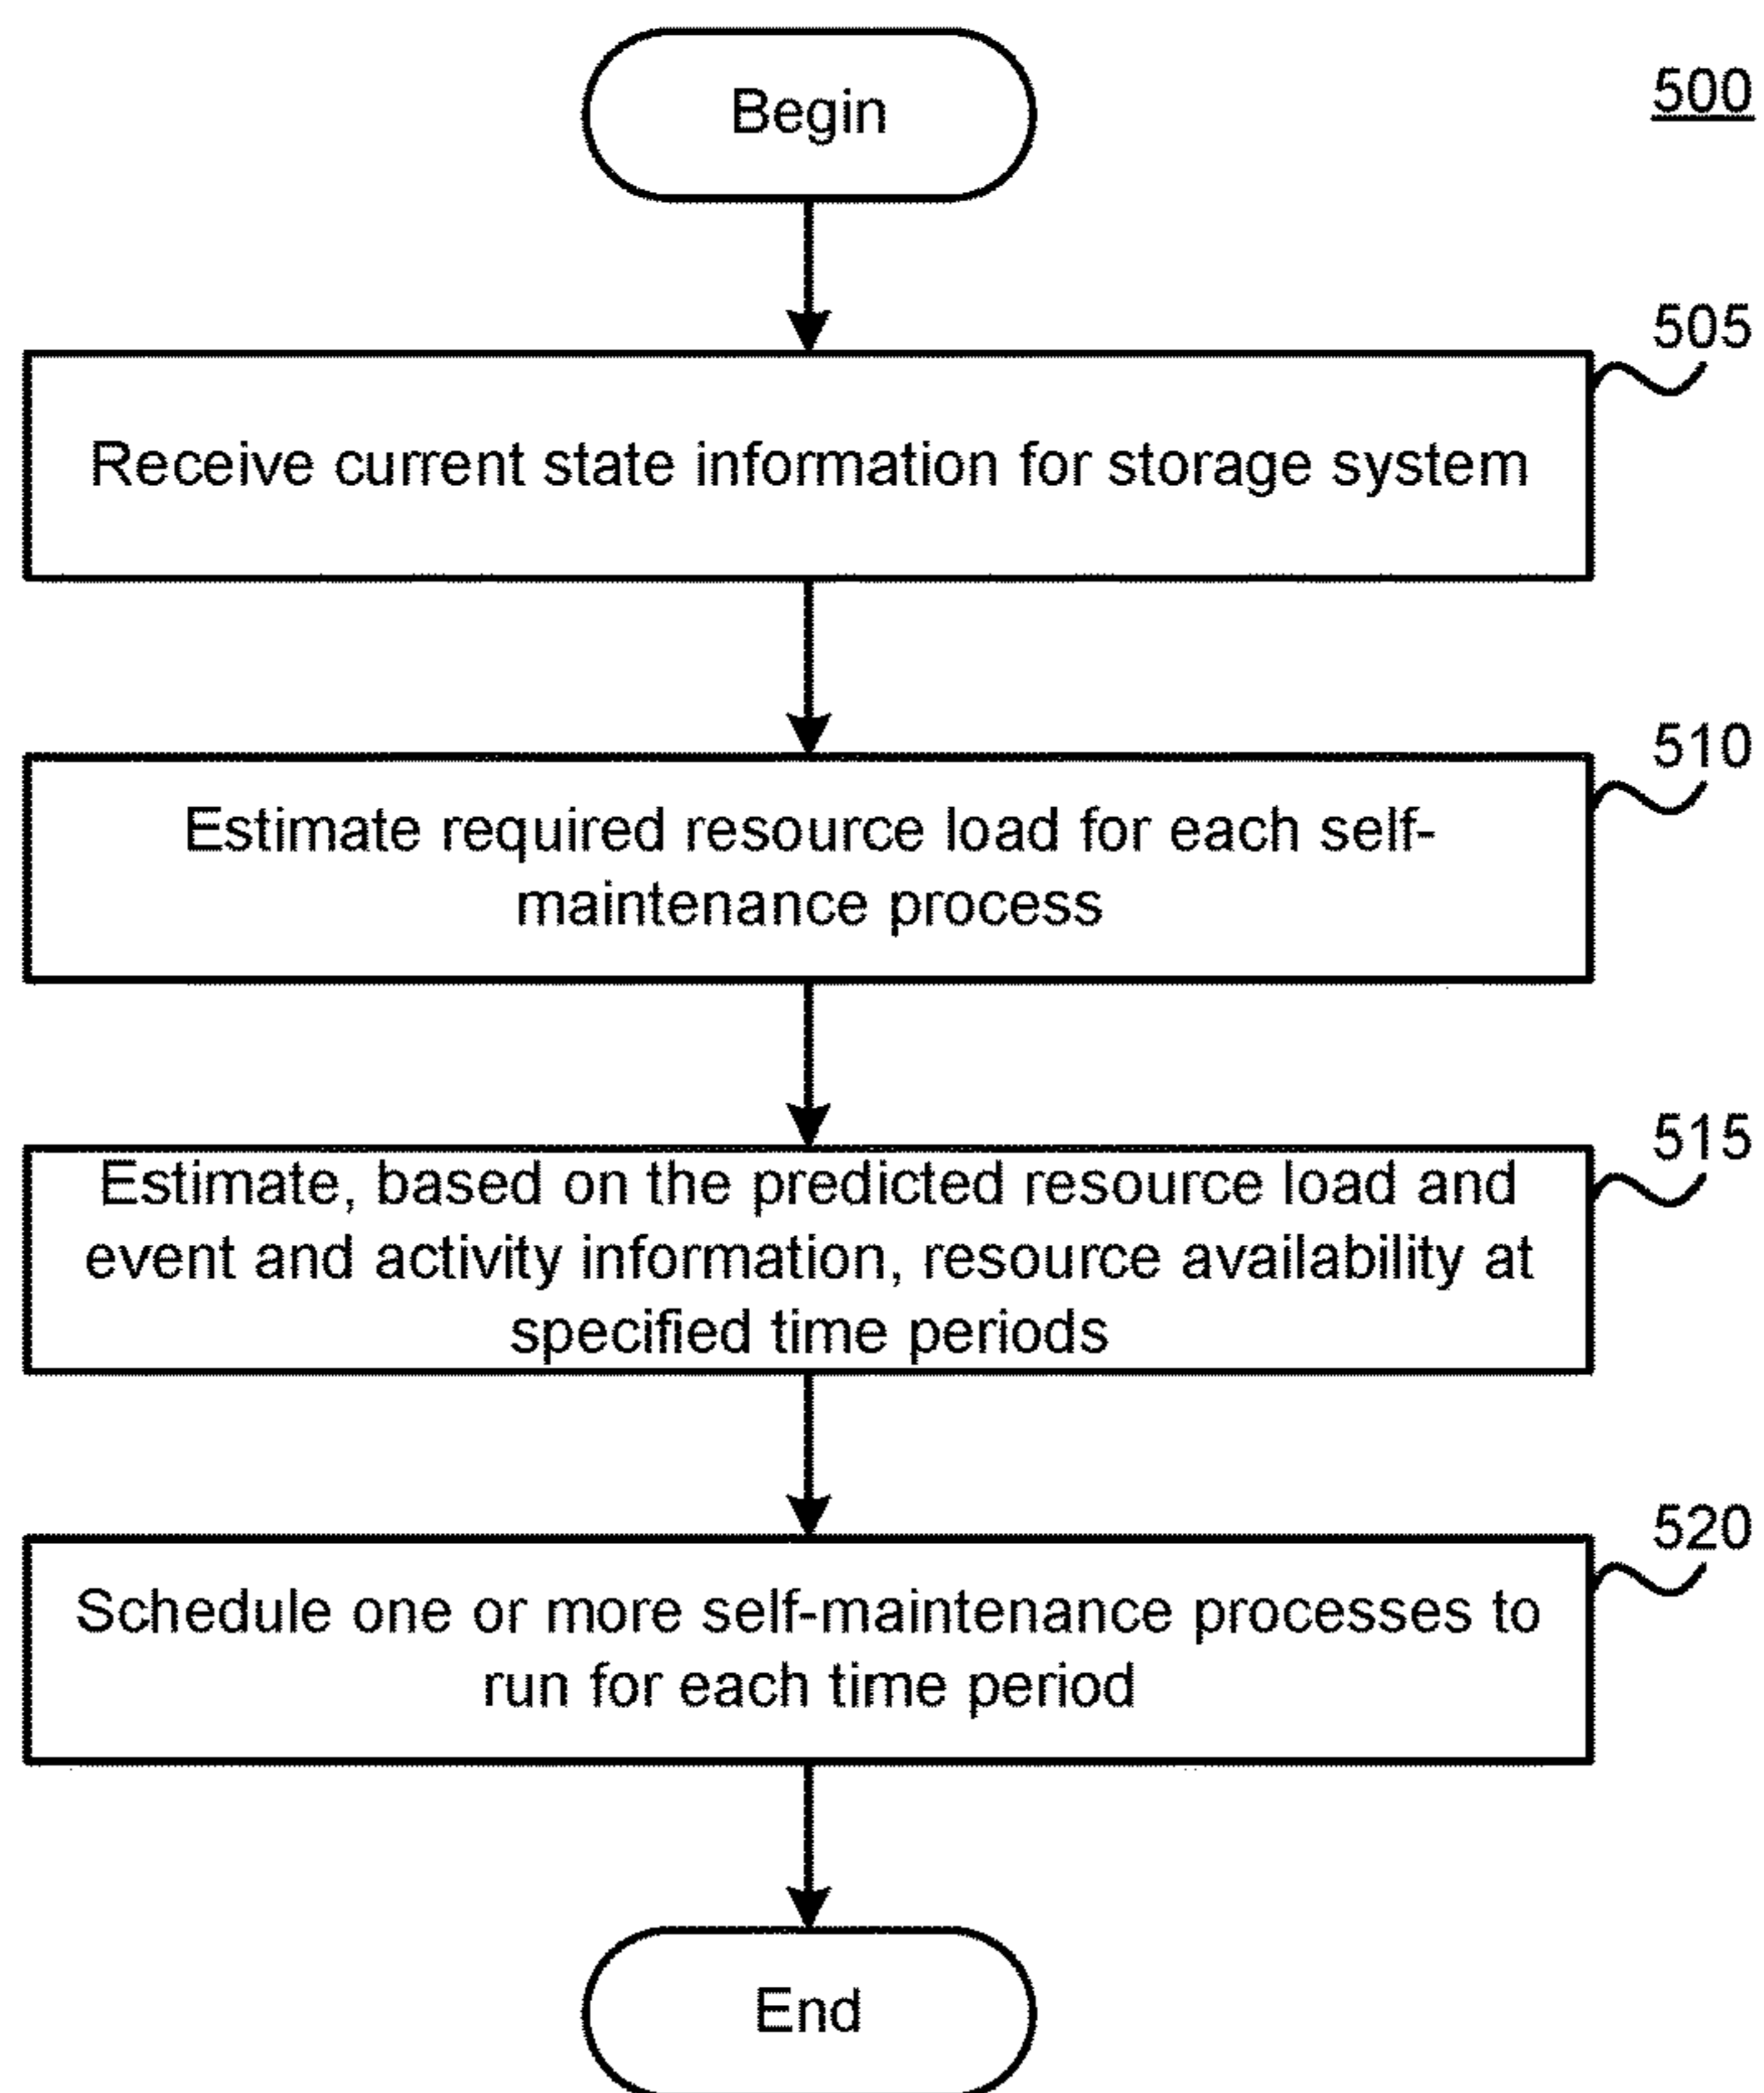 Begin
500
505
Receive current state information for storage system
510
Estimate required resource load for each self-
maintenance process
515
Estimate, based on the predicted resource load and
event and activity information, resource availability at
specified time periods
520
Schedule one or more self-maintenance processes to
run for each time period
End